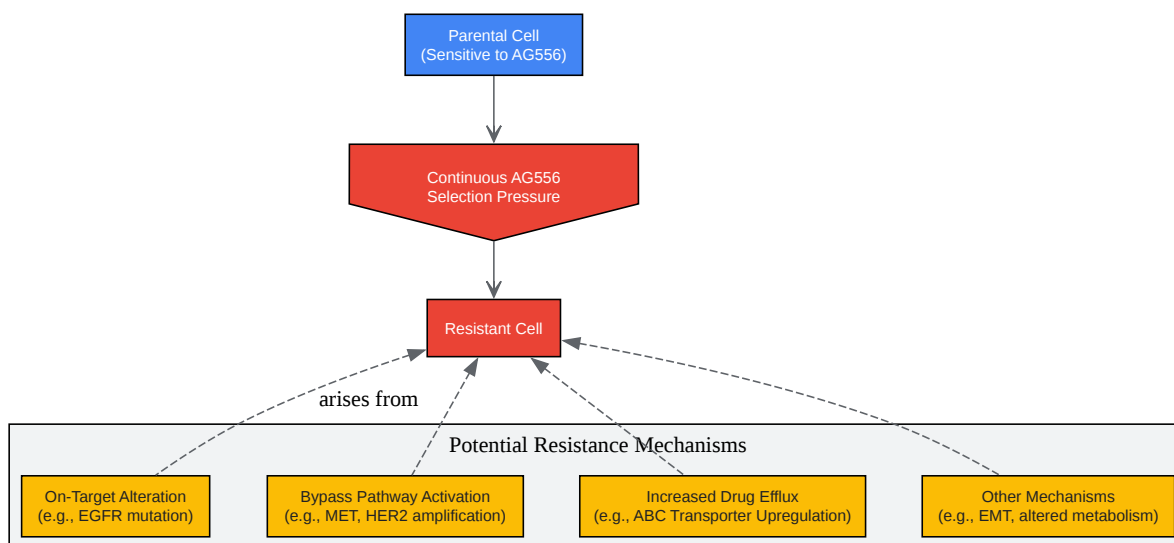 Parental Cell
(Sensitive to AG556)
Continuous AG556
Selection Pressure
Resistant Cell
arises from
Potential Resistance Mechanisms
On-Target Alteration
(e.g., EGFR mutation)
Bypass Pathway Activation
(e.g., MET, HER2 amplification)
Increased Drug Efflux
(e.g., ABC Transporter Upregulation)
Other Mechanisms
(e.g., EMT, altered metabolism)